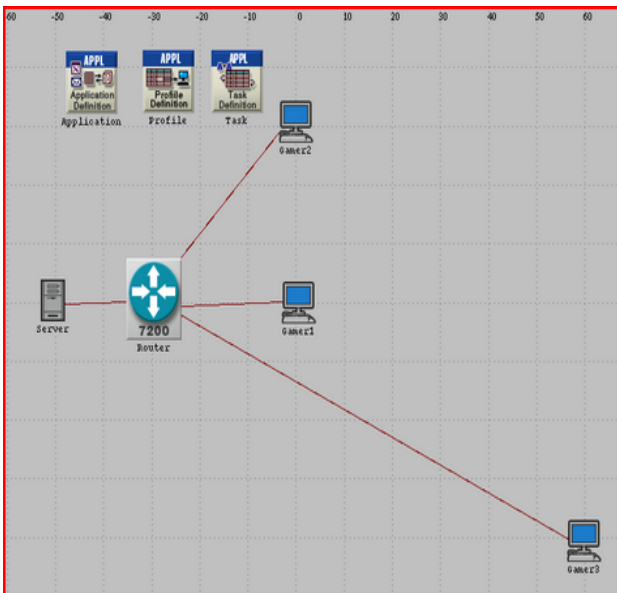 -60 -50 -40 -30 -20 -10 0 10 20 30 40 50 60
APPL APPL APPL
Application Definition
Profile Definition
Task Definition
Application Profile Task
Gamer2
Server
7200
Router
Gamer1
Gamer3